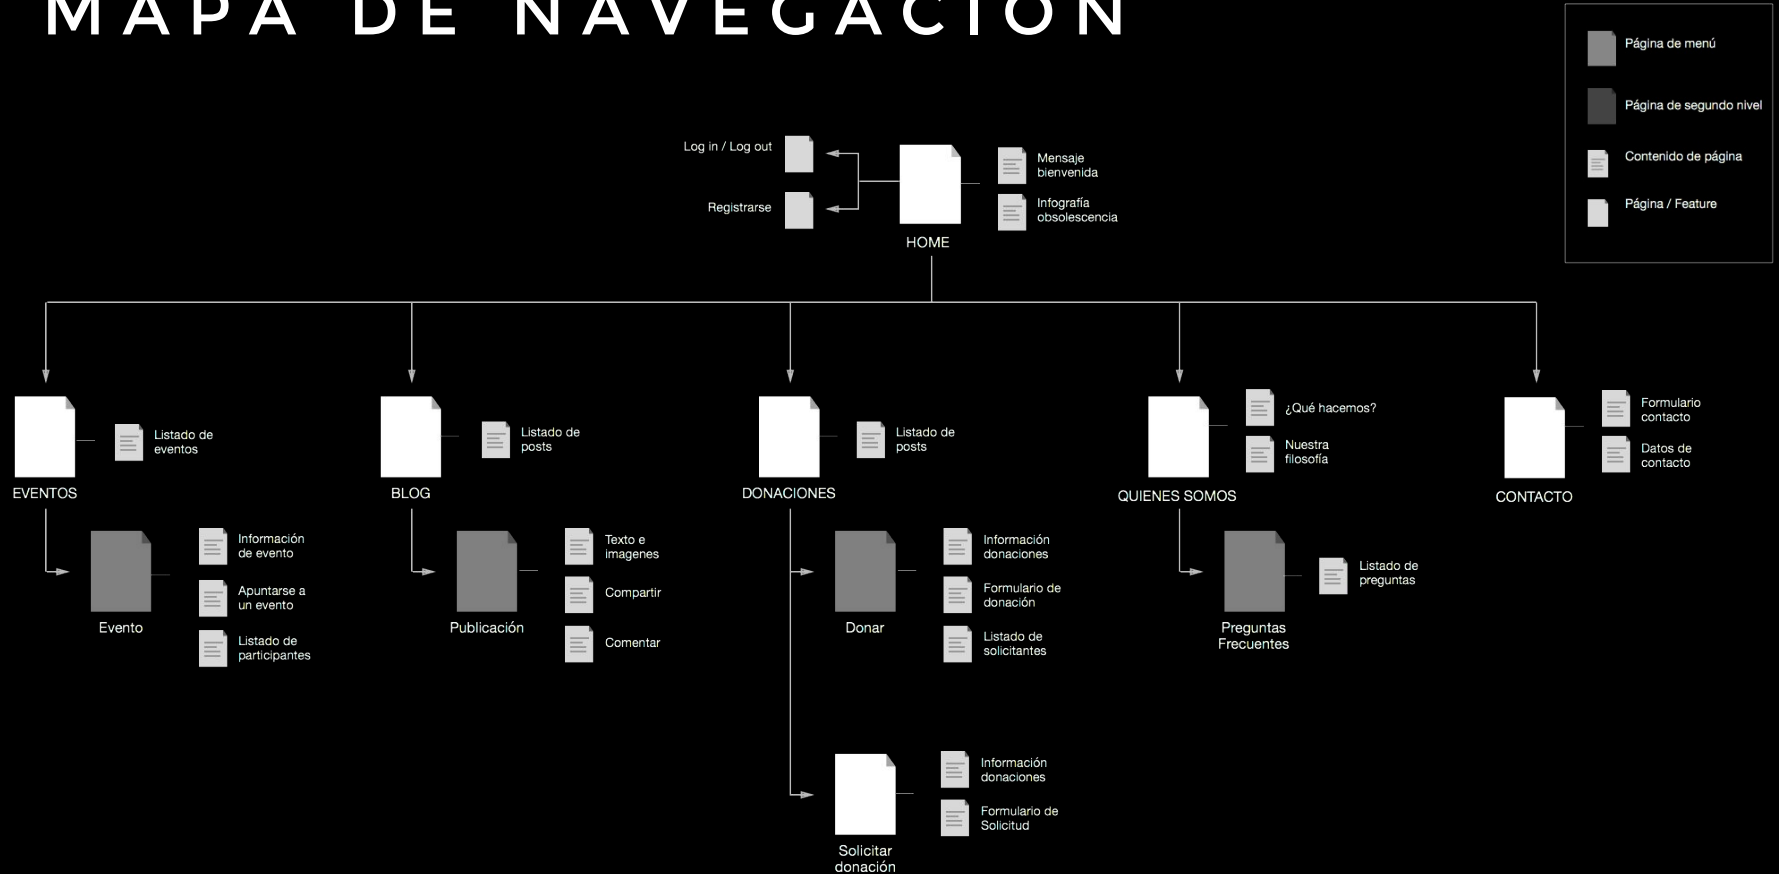 MAPA DE NAVEGACIÓN
Página de menú
Página de segundo nivel
Contenido de página
Página / Feature
Log in / Log out
Registrarse
HOME
Mensaje
bienvenida
Infografía
obsolescencia
EVENTOS
Listado de
eventos
Evento
Información
de evento
Apuntarse a
un evento
Listado de
participantes
BLOG
Listado de
posts
Publicación
Texto e
imagenes
Compartir
Comentar
DONACIONES
Listado de
posts
Donar
Información
donaciones
Formulario de
donación
Listado de
solicitantes
Solicitar
donación
Información
donaciones
Formulario de
Solicitud
QUIENES SOMOS
¿Qué hacemos?
Nuestra
filosofía
Preguntas
Frecuentes
Listado de
preguntas
CONTACTO
Formulario
contacto
Datos de
contacto